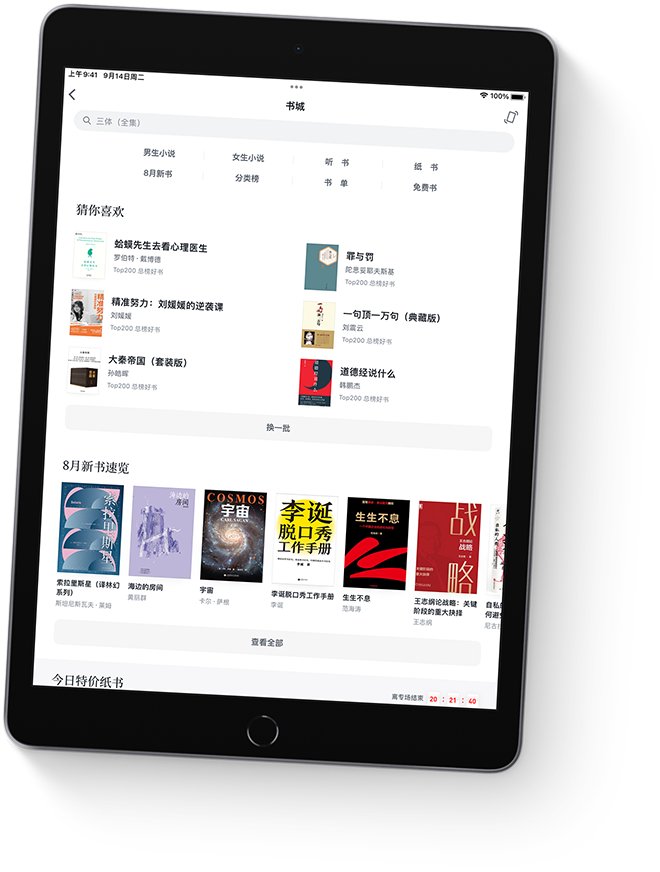 上午9:41 9月14日周二
100%
书城
三体（全集）
男生小说 女生小说 听 书 纸 书
8月新书 分类榜 书 单 免费书
猜你喜欢
蛤蟆先生去看心理医生
罗伯特·戴博德
Top200 总榜好书
罪与罚
陀思妥耶夫斯基
Top200 总榜好书
精准努力：刘媛媛的逆袭课
刘媛媛
Top200 总榜好书
精准努力
一句顶一万句（典藏版）
刘震云
Top200 总榜好书
大秦帝国（套装版）
孙皓晖
Top200 总榜好书
道德经说什么
韩鹏杰
Top200 总榜好书
换一批
8月新书速览
索拉里斯星
海边的房间
COSMOS
宇宙
CARL SAGAN
李诞
脱口秀
工作手册
生生不息
战略
王志纲论战略
索拉里斯星（译林幻系列）
斯坦尼斯瓦夫·莱姆
海边的房间
黄丽群
宇宙
卡尔·萨根
李诞脱口秀工作手册
李诞
生生不息
范海涛
王志纲论战略：关键
阶段的重大抉择
王志纲
自私的
何避免
尼古
查看全部
今日特价纸书
离专场结束 20 : 21 : 40